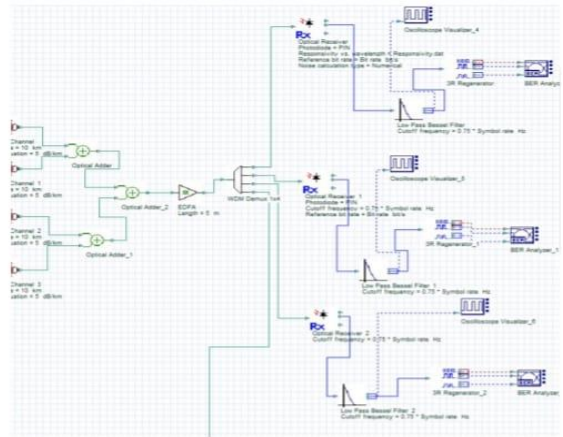 Oscilloscope Visualizer_4
Rx
Optical Receiver
Photodiode = PIN
Responsivity vs. wavelength = Responsivity.dat
Reference bit rate = Bit rate bit/s
Noise calculation type = Numerical
3R Regenerator
BER Analyz
Low Pass Bessel Filter
Cutoff frequency = 0.75 * Symbol rate Hz
Channel
= 10 km
uation = 5 dB/km
Optical Adder
Channel 1
= 10 km
uation = 5 dB/km
Optical Adder_2
EDFA
Length = 5 m
WDM Demux 1x4
Oscilloscope Visualizer_5
Rx
Optical Receiver 1
Photodiode = PIN
Cutoff frequency = 0.75 * Symbol rate Hz
Reference bit rate = Bit rate bit/s
Channel 2
= 10 km
uation = 5 dB/km
Optical Adder_1
3R Regenerator_1
BER Analyzer_1
Channel 3
= 10 km
uation = 5 dB/km
Low Pass Bessel Filter_1
Cutoff frequency = 0.75 * Symbol rate Hz
Oscilloscope Visualizer_6
Rx
Optical Receiver 2
Cutoff frequency = 0.75 * Symbol rate Hz
3R Regenerator_2
BER Analyzer
Low Pass Bessel Filter_2
Cutoff frequency = 0.75 * Symbol rate Hz